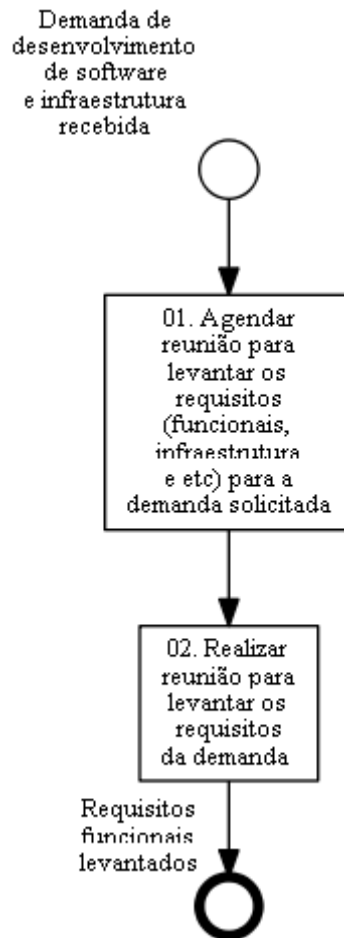 Demanda de
desenvolvimento
de software
e infraestrutura
recebida
01. Agendar
reunião para
levantar os
requisitos
(funcionais,
infraestrutura
e etc) para a
demanda solicitada
02. Realizar
reunião para
levantar os
requisitos
da demanda
Requisitos
funcionais
levantados